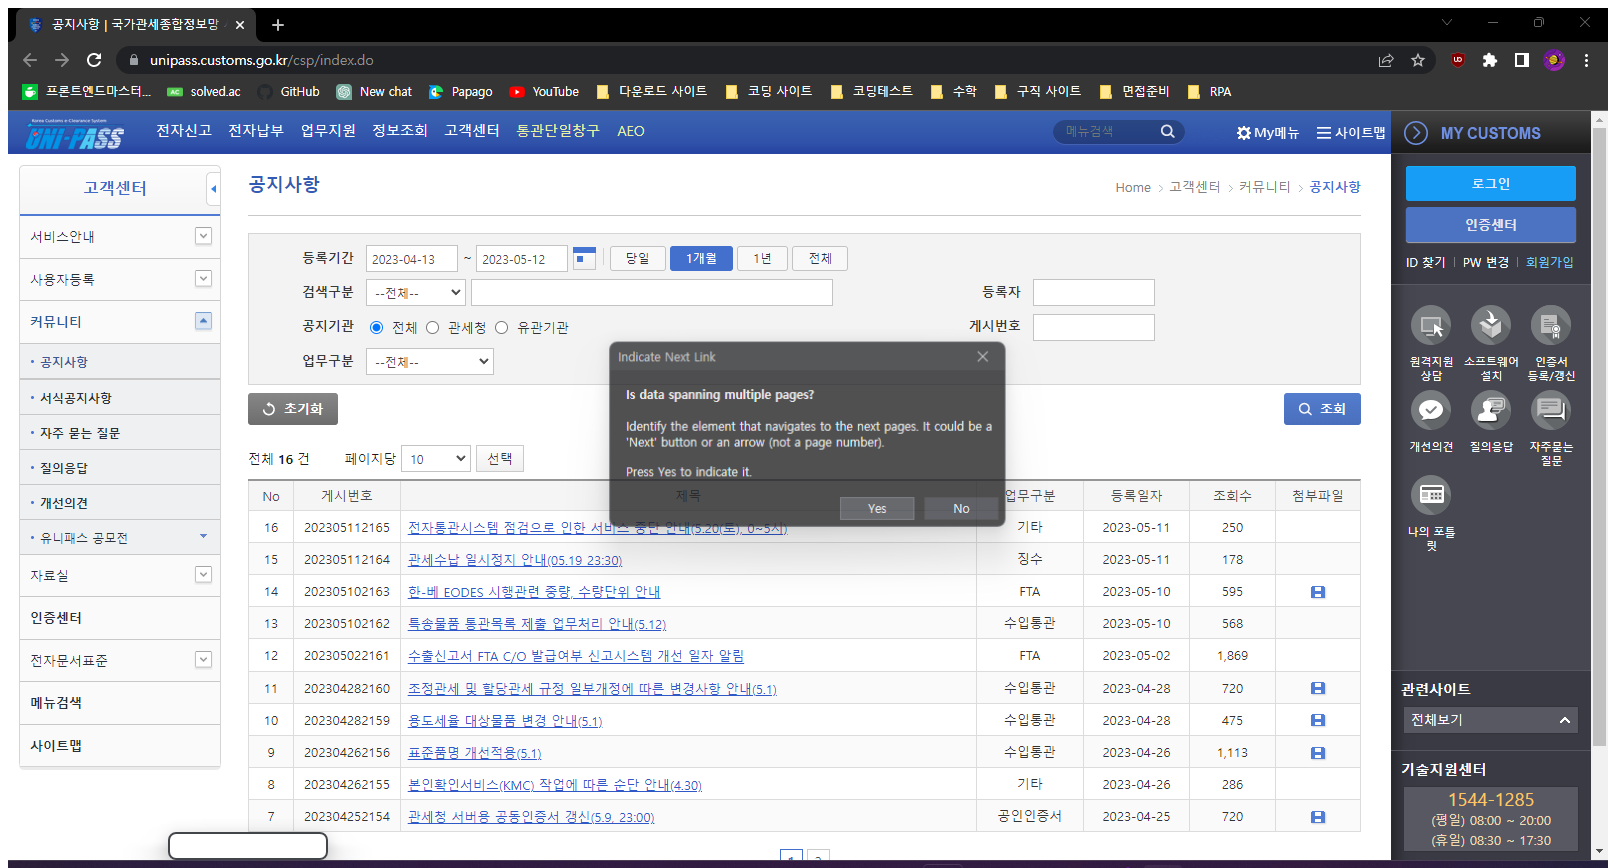 공지사항 | 국가관세종합정보망
unipass.customs.go.kr/csp/index.do
프론트엔드마스터... solved.ac GitHub New chat Papago YouTube 다운로드 사이트 코딩 사이트 코딩테스트 수학 구직 사이트 면접준비 RPA
Korea Customs e-Clearance System
UNI-PASS
전자신고 전자납부 업무지원 정보조회 고객센터 통관단일창구 AEO
메뉴검색
My메뉴 사이트맵
MY CUSTOMS
고객센터
서비스안내
사용자등록
커뮤니티
공지사항
서식공지사항
자주 묻는 질문
질의응답
개선의견
유니패스 공모전
자료실
인증센터
전자문서표준
메뉴검색
사이트맵
공지사항
Home > 고객센터 > 커뮤니티 > 공지사항
등록기간 2023-04-13 ~ 2023-05-12 당일 1개월 1년 전체
검색구분 --전체-- 등록자
공지기관 전체 관세청 유관기관 게시번호
업무구분 --전체--
초기화 조회
Indicate Next Link
Is data spanning multiple pages?
Identify the element that navigates to the next pages. It could be a
'Next' button or an arrow (not a page number).
Press Yes to indicate it.
Yes No
전체 16 건 페이지당 10 선택
No 게시번호 제목 업무구분 등록일자 조회수 첨부파일
16 202305112165 전자통관시스템 점검으로 인한 서비스 중단 안내(5.20(토), 0~5시) 기타 2023-05-11 250
15 202305112164 관세수납 일시정지 안내(05.19 23:30) 징수 2023-05-11 178
14 202305102163 한-베 EODES 시행관련 중량, 수량단위 안내 FTA 2023-05-10 595
13 202305102162 특송물품 통관목록 제출 업무처리 안내(5.12) 수입통관 2023-05-10 568
12 202305022161 수출신고서 FTA C/O 발급여부 신고시스템 개선 일자 알림 FTA 2023-05-02 1,869
11 202304282160 조정관세 및 할당관세 규정 일부개정에 따른 변경사항 안내(5.1) 수입통관 2023-04-28 720
10 202304282159 용도세율 대상물품 변경 안내(5.1) 수입통관 2023-04-28 475
9 202304262156 표준품명 개선적용(5.1) 수입통관 2023-04-26 1,113
8 202304262155 본인확인서비스(KMC) 작업에 따른 순단 안내(4.30) 기타 2023-04-26 286
7 202304252154 관세청 서버용 공동인증서 갱신(5.9, 23:00) 공인인증서 2023-04-25 720
1 2
로그인
인증센터
ID 찾기 | PW 변경 | 회원가입
원격지원
상담
소프트웨어
설치
인증서
등록/갱신
개선의견
질의응답
자주묻는
질문
나의 포틀
릿
관련사이트
전체보기
기술지원센터
1544-1285
(평일) 08:00 ~ 20:00
(휴일) 08:30 ~ 17:30